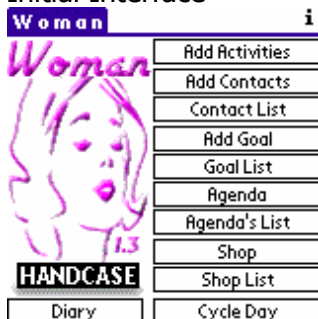 Initial Interface
Woman
i
Woman
Add Activities
Add Contacts
Contact List
Add Goal
Goal List
Agenda
Agenda's List
1.3
Shop
HANDCASE
Shop List
Diary
Cycle Day